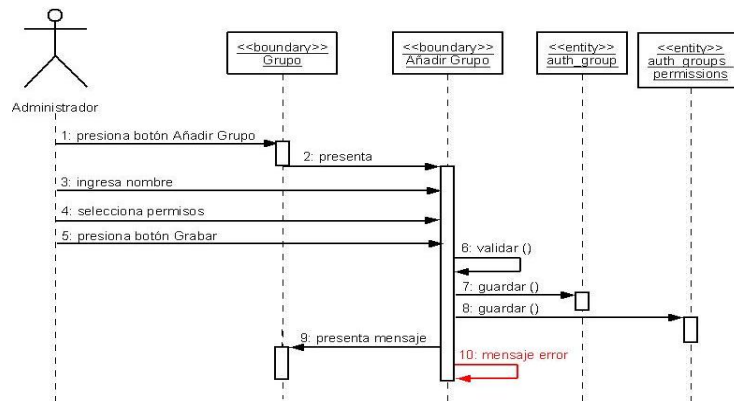 <<boundary>>
Grupo
<<boundary>>
Añadir Grupo
<<entity>>
auth_group
<<entity>>
auth_groups_
permissions
Administrador
1: presiona botón Añadir Grupo
2: presenta
3: ingresa nombre
4: selecciona permisos
5: presiona botón Grabar
6: validar ()
7: guardar ()
8: guardar ()
9: presenta mensaje
10: mensaje error